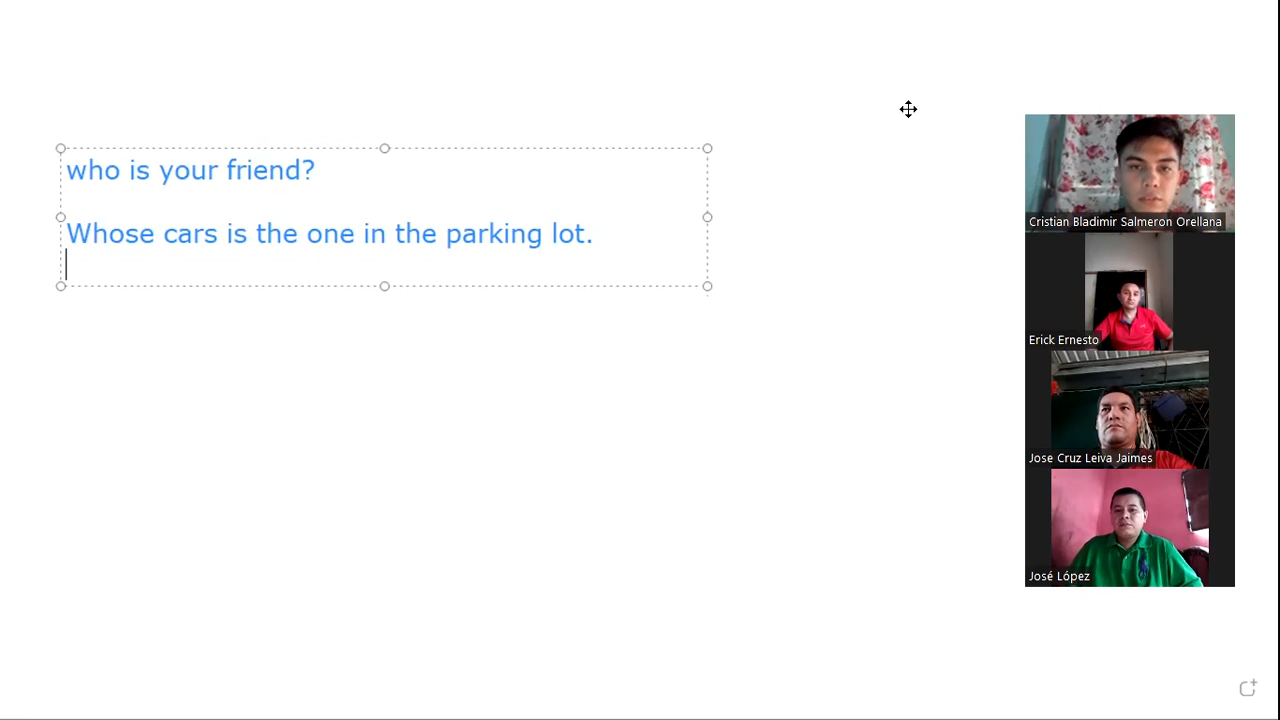 who is your friend?
Whose cars is the one in the parking lot.
Cristian Bladimir Salmeron Orellana
Erick Ernesto
Jose Cruz Leiva Jaimes
José López